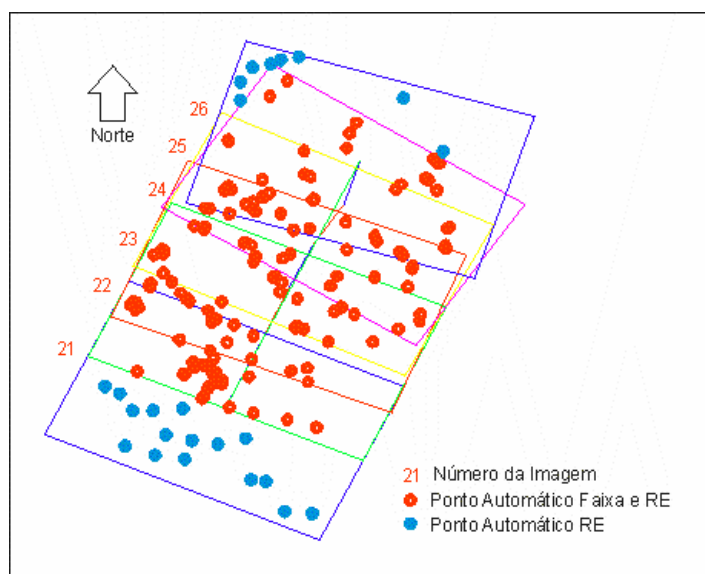 26
Norte
25
24
23
22
21
21 Número da Imagem
Ponto Automático Faixa e RE
Ponto Automático RE